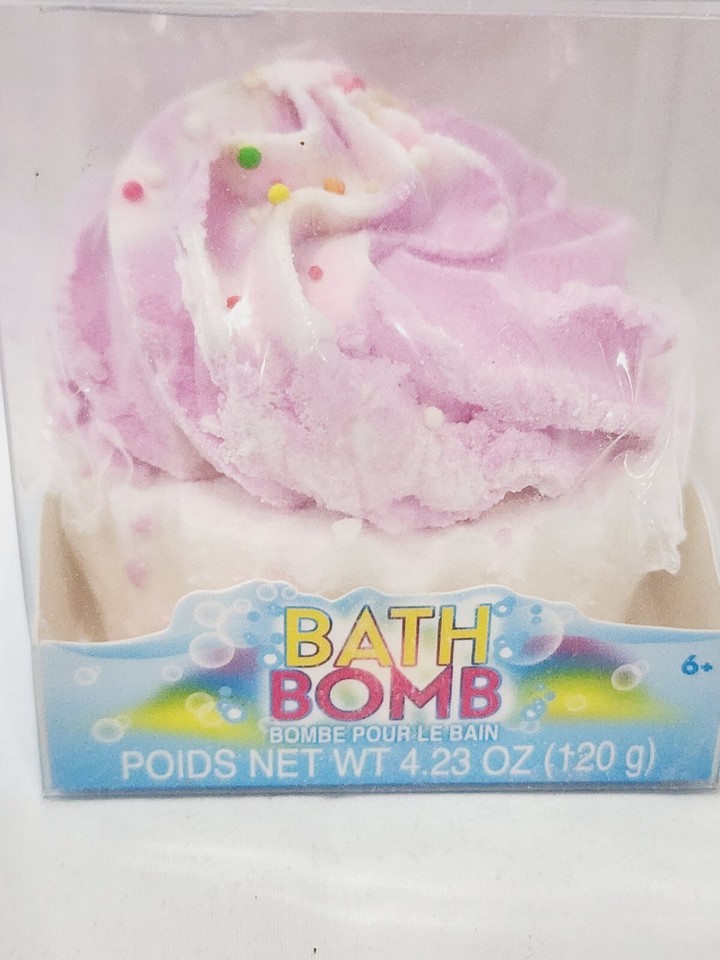 BATH
BOMB
6+
BOMBE POUR LE BAIN
POIDS NET WT 4.23 OZ (120 g)